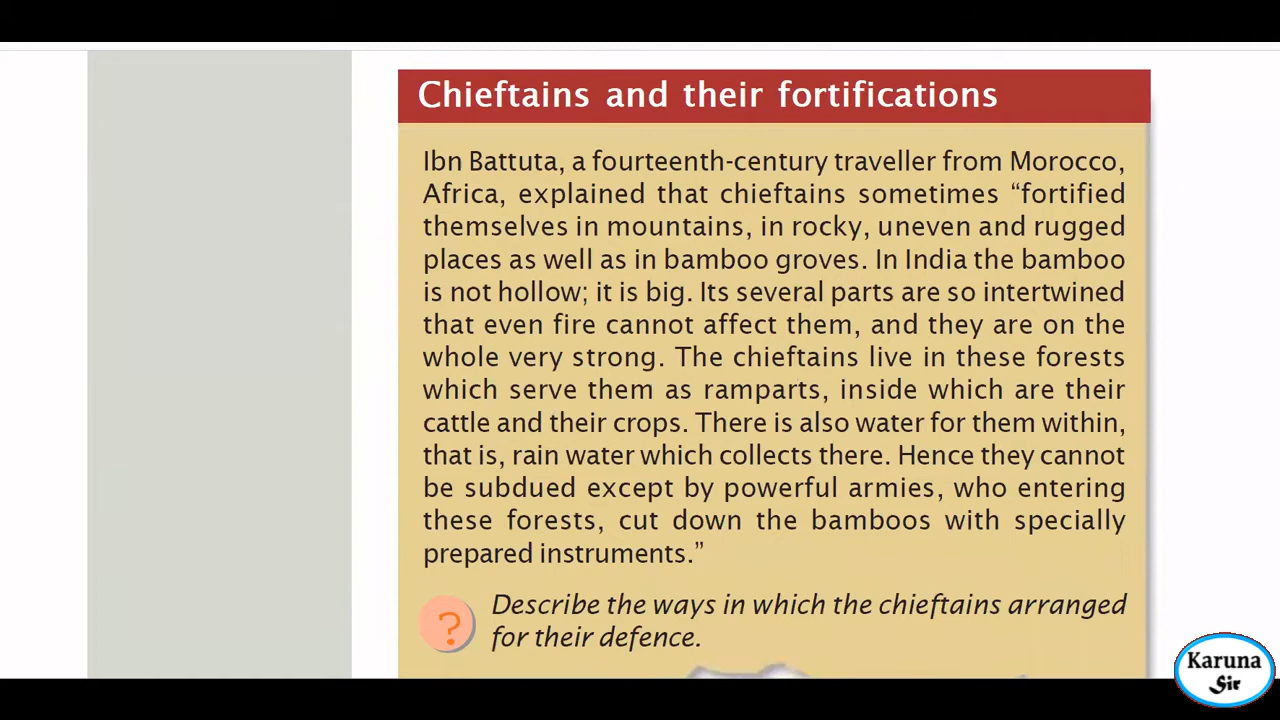 Chieftains and their fortifications
Ibn Battuta, a fourteenth-century traveller from Morocco,
Africa, explained that chieftains sometimes “fortified
themselves in mountains, in rocky, uneven and rugged
places as well as in bamboo groves. In India the bamboo
is not hollow; it is big. Its several parts are so intertwined
that even fire cannot affect them, and they are on the
whole very strong. The chieftains live in these forests
which serve them as ramparts, inside which are their
cattle and their crops. There is also water for them within,
that is, rain water which collects there. Hence they cannot
be subdued except by powerful armies, who entering
these forests, cut down the bamboos with specially
prepared instruments.”
?
Describe the ways in which the chieftains arranged
for their defence.
Karuna
Sir